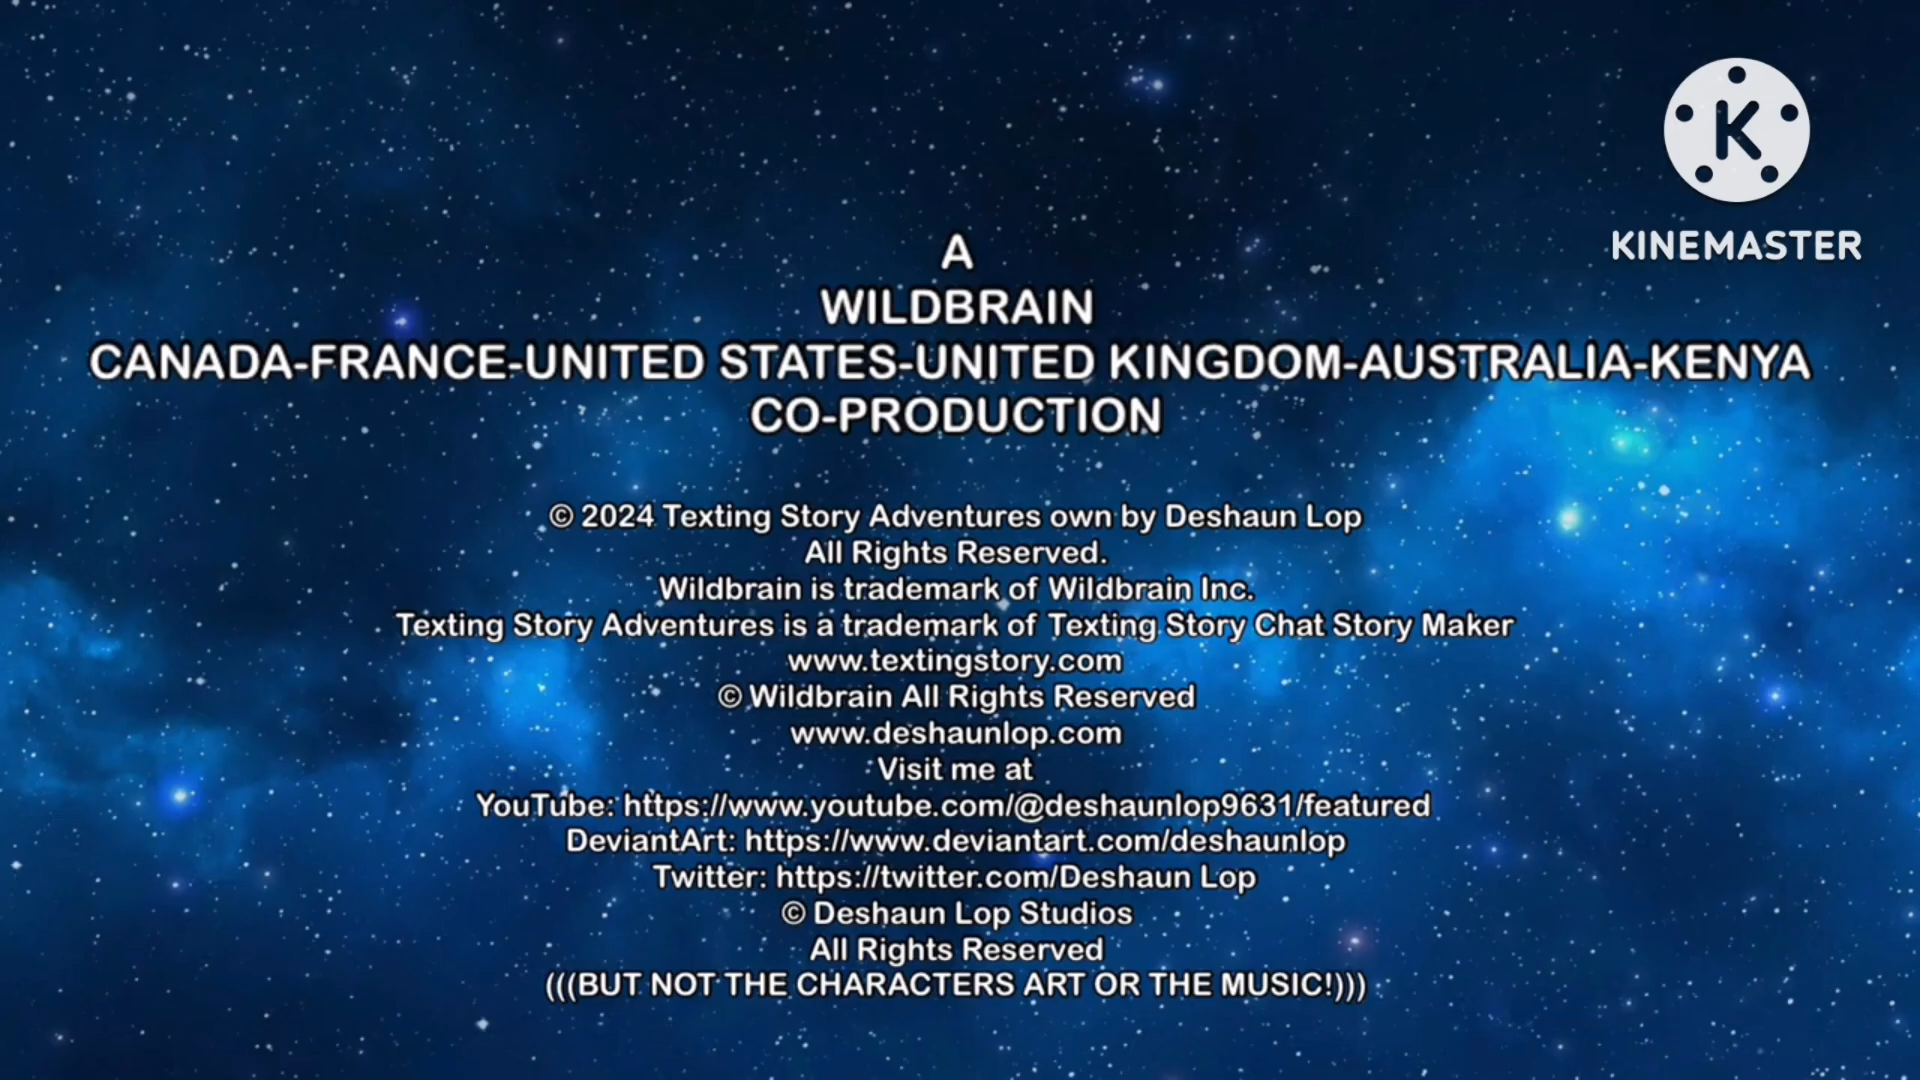 K
KINEMASTER
A
WILDBRAIN
CANADA-FRANCE-UNITED STATES-UNITED KINGDOM-AUSTRALIA-KENYA
CO-PRODUCTION
© 2024 Texting Story Adventures own by Deshaun Lop
All Rights Reserved.
Wildbrain is trademark of Wildbrain Inc.
Texting Story Adventures is a trademark of Texting Story Chat Story Maker
www.textingstory.com
© Wildbrain All Rights Reserved
www.deshaunlop.com
Visit me at
YouTube: https://www.youtube.com/@deshaunlop9631/featured
DeviantArt: https://www.deviantart.com/deshaunlop
Twitter: https://twitter.com/Deshaun Lop
© Deshaun Lop Studios
All Rights Reserved
(((BUT NOT THE CHARACTERS ART OR THE MUSIC!)))